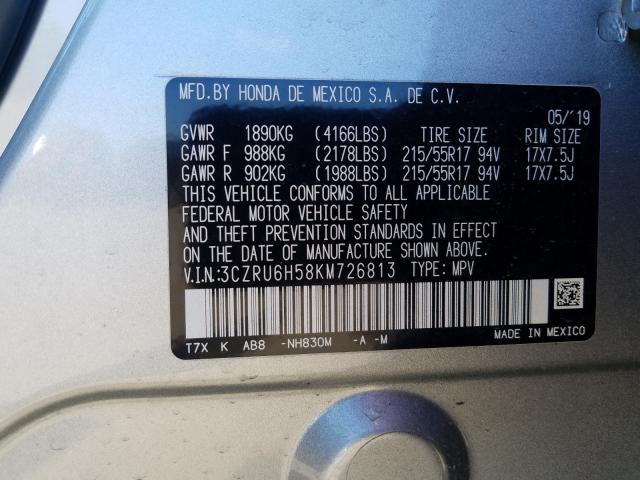 MFD.BY HONDA DE MEXICO S.A. DE C.V.
05/'19
GVWR 1890KG (4166LBS) TIRE SIZE RIM SIZE
GAWR F 988KG (2178LBS) 215/55R17 94V 17X7.5J
GAWR R 902KG (1988LBS) 215/55R17 94V 17X7.5J
THIS VEHICLE CONFORMS TO ALL APPLICABLE
FEDERAL MOTOR VEHICLE SAFETY
AND THEFT PREVENTION STANDARDS IN EFFECT
ON THE DATE OF MANUFACTURE SHOWN ABOVE.
V.I.N.:3CZRU6H58KM726813 TYPE: MPV
T7X K AB8 -NH830M -A -M
MADE IN MEXICO